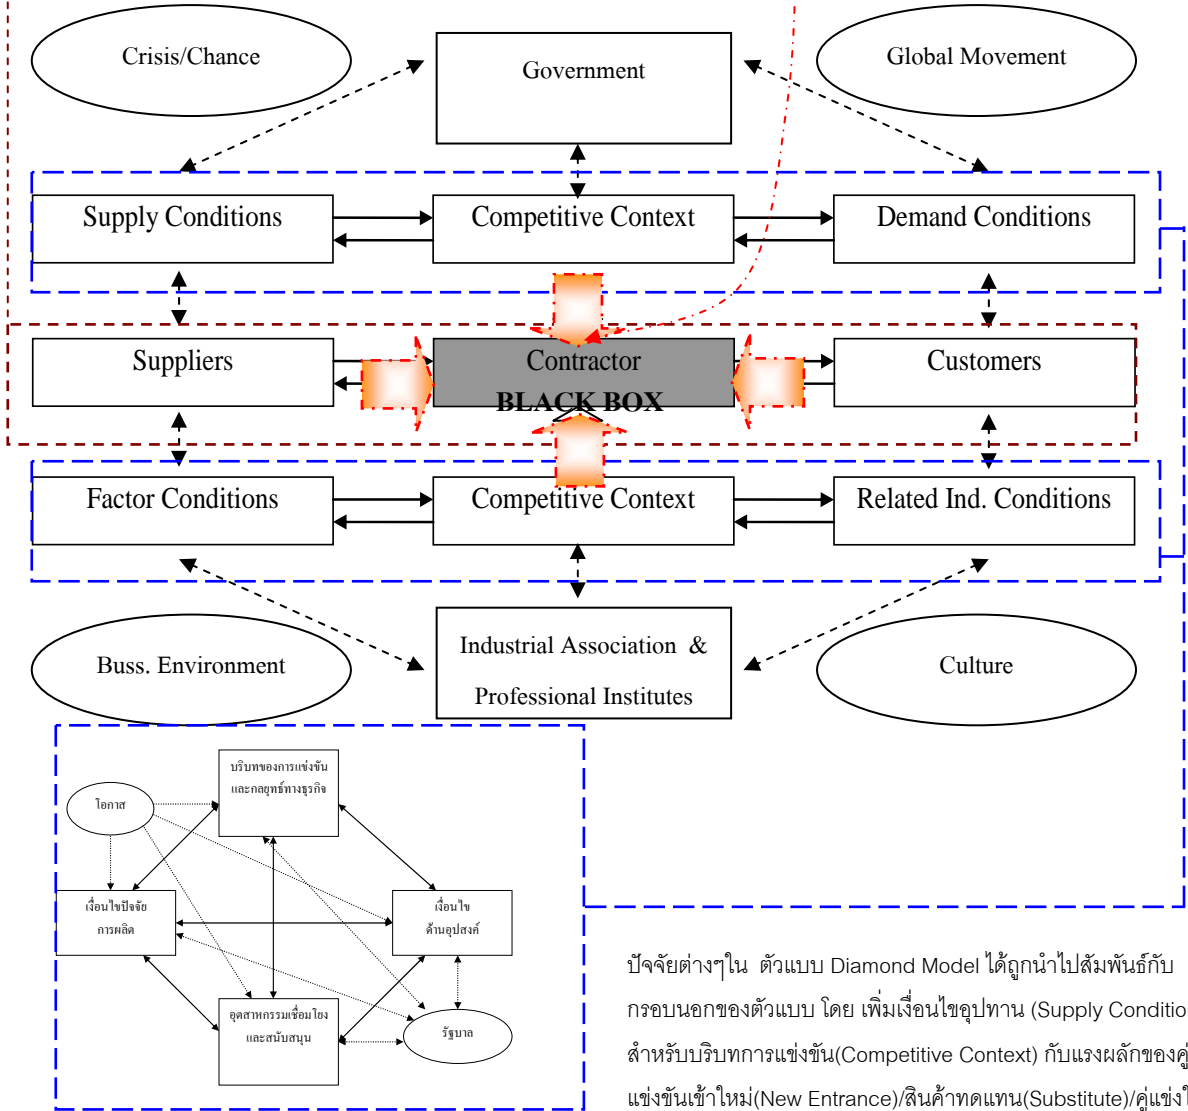 Crisis/Chance
Government
Global Movement
Supply Conditions
Competitive Context
Demand Conditions
Suppliers
Contractor
BLACK BOX
Customers
Factor Conditions
Competitive Context
Related Ind. Conditions
Buss. Environment
Industrial Association &
Professional Institutes
Culture
บริบทของการแข่งขัน
และกลยุทธ์ทางธุรกิจ
โอกาส
เงื่อนไขปัจจัย
การผลิต
เงื่อนไข
ด้านอุปสงค์
อุตสาหกรรมเชื่อมโยง
และสนับสนุน
รัฐบาล
ปัจจัยต่างๆใน ตัวแบบ Diamond Model ได้ถูกนำไปสัมพันธ์กับ
กรอบนอกของตัวแบบ โดย เพิ่มเงื่อนไขอุปทาน (Supply Conditio
สำหรับบริบทการแข่งขัน(Competitive Context) กับแรงผลักของคู่
แข่งขันเข้าใหม่(New Entrance)/สินค้าทดแทน(Substitute)/คู่แข่งใ